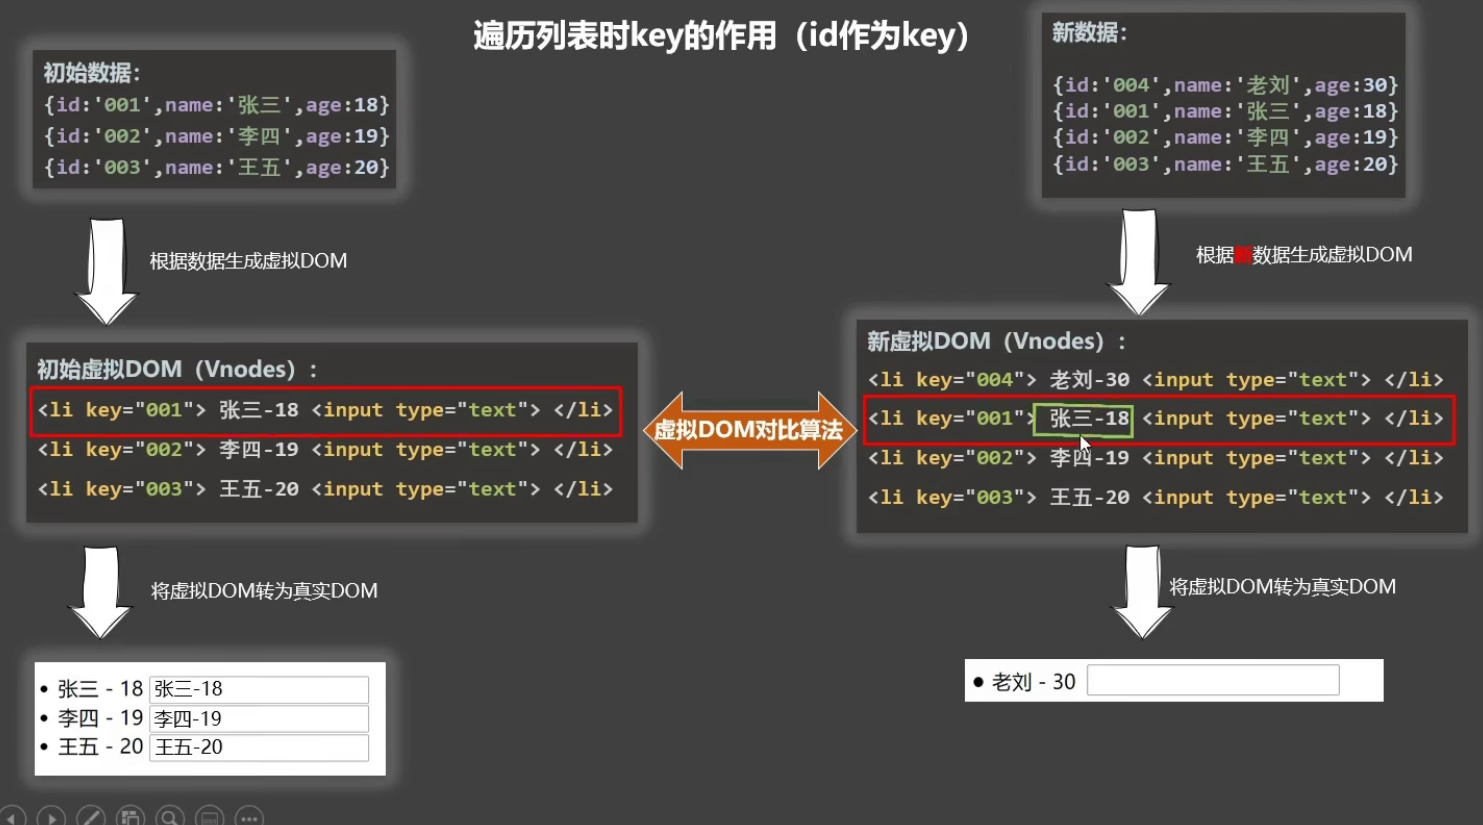 遍历列表时key的作用（id作为key）
初始数据：
{id:'001',name:'张三',age:18}
{id:'002',name:'李四',age:19}
{id:'003',name:'王五',age:20}
根据数据生成虚拟DOM
初始虚拟DOM（Vnodes）：
<li key="001"> 张三-18 <input type="text"> </li>
<li key="002"> 李四-19 <input type="text"> </li>
<li key="003"> 王五-20 <input type="text"> </li>
将虚拟DOM转为真实DOM
张三 - 18 张三-18
李四 - 19 李四-19
王五 - 20 王五-20
虚拟DOM对比算法
新数据：
{id:'004',name:'老刘',age:30}
{id:'001',name:'张三',age:18}
{id:'002',name:'李四',age:19}
{id:'003',name:'王五',age:20}
根据新数据生成虚拟DOM
新虚拟DOM（Vnodes）：
<li key="004"> 老刘-30 <input type="text"> </li>
<li key="001"> 张三-18 <input type="text"> </li>
<li key="002"> 李四-19 <input type="text"> </li>
<li key="003"> 王五-20 <input type="text"> </li>
将虚拟DOM转为真实DOM
老刘 - 30